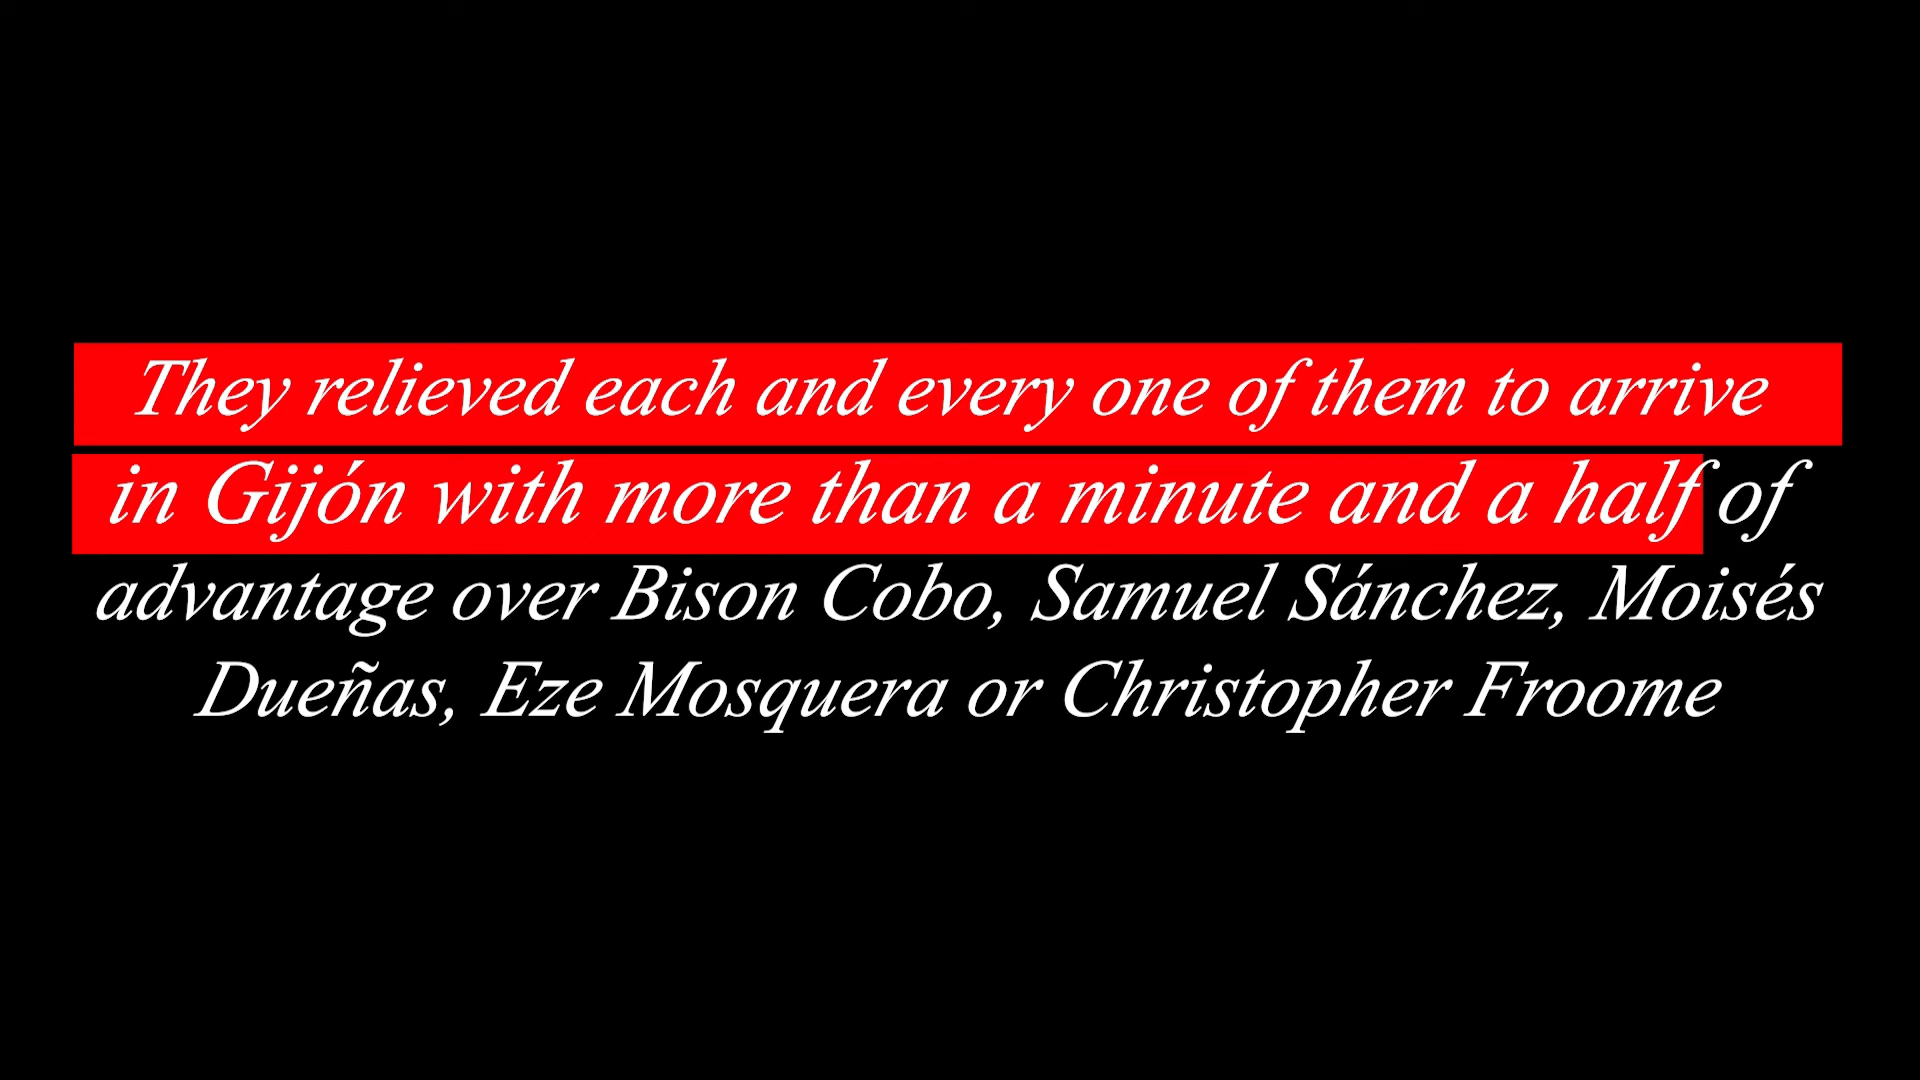 They relieved each and every one of them to arrive
in Gijón with more than a minute and a half of
advantage over Bison Cobo, Samuel Sánchez, Moisés
Dueñas, Eze Mosquera or Christopher Froome